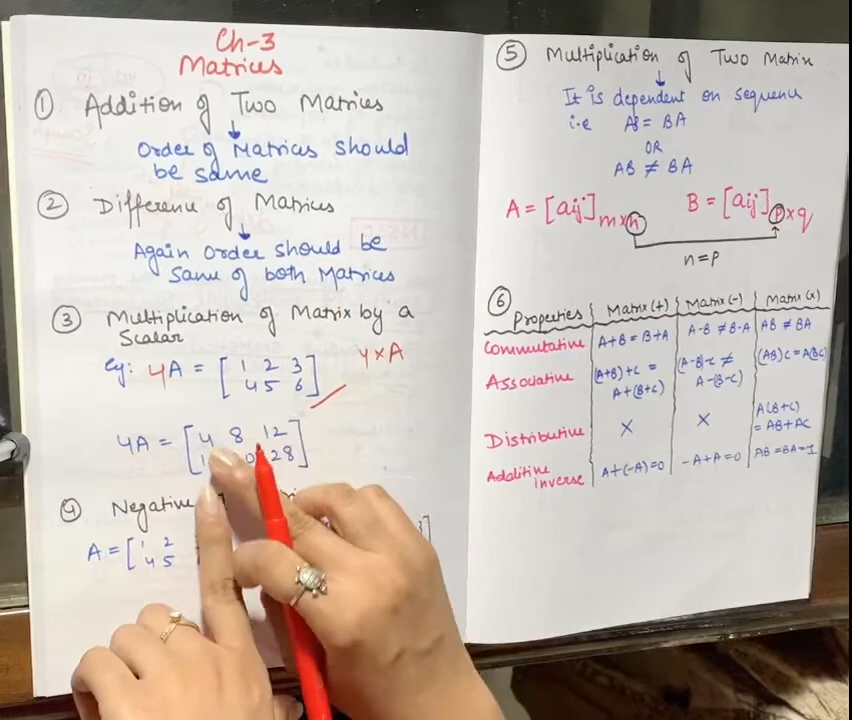 Ch-3
Matrices
① Addition of Two Matrices
↓
Order of Matrices should
be same
② Difference of Matrices
↓
Again Order should be
Same of both Matrices
③ Multiplication of Matrix by a
Scalar
eg: 4A = [1 2 3
4 5 6]
4×A
4A = [4 8 12
28]
④ Negative
A = [1 2
4 5
⑤ Multiplication of Two Matrix
↓
It is dependent on sequence
i.e AB = BA
OR
AB ≠ BA
A = [aij] m×n B = [aij] p×q
n=p
⑥ Properties Matrix (+) Matrix (-) Matrix (×)
Commutative A+B = B+A A-B ≠ B-A AB ≠ BA
Associative (A+B)+C = A+(B+C) (A-B)-C ≠ A-(B-C) (AB)C = A(BC)
Distributive × × A(B+C) = AB+AC
Additive inverse A+(-A)=0 -A+A=0 AB=BA=1